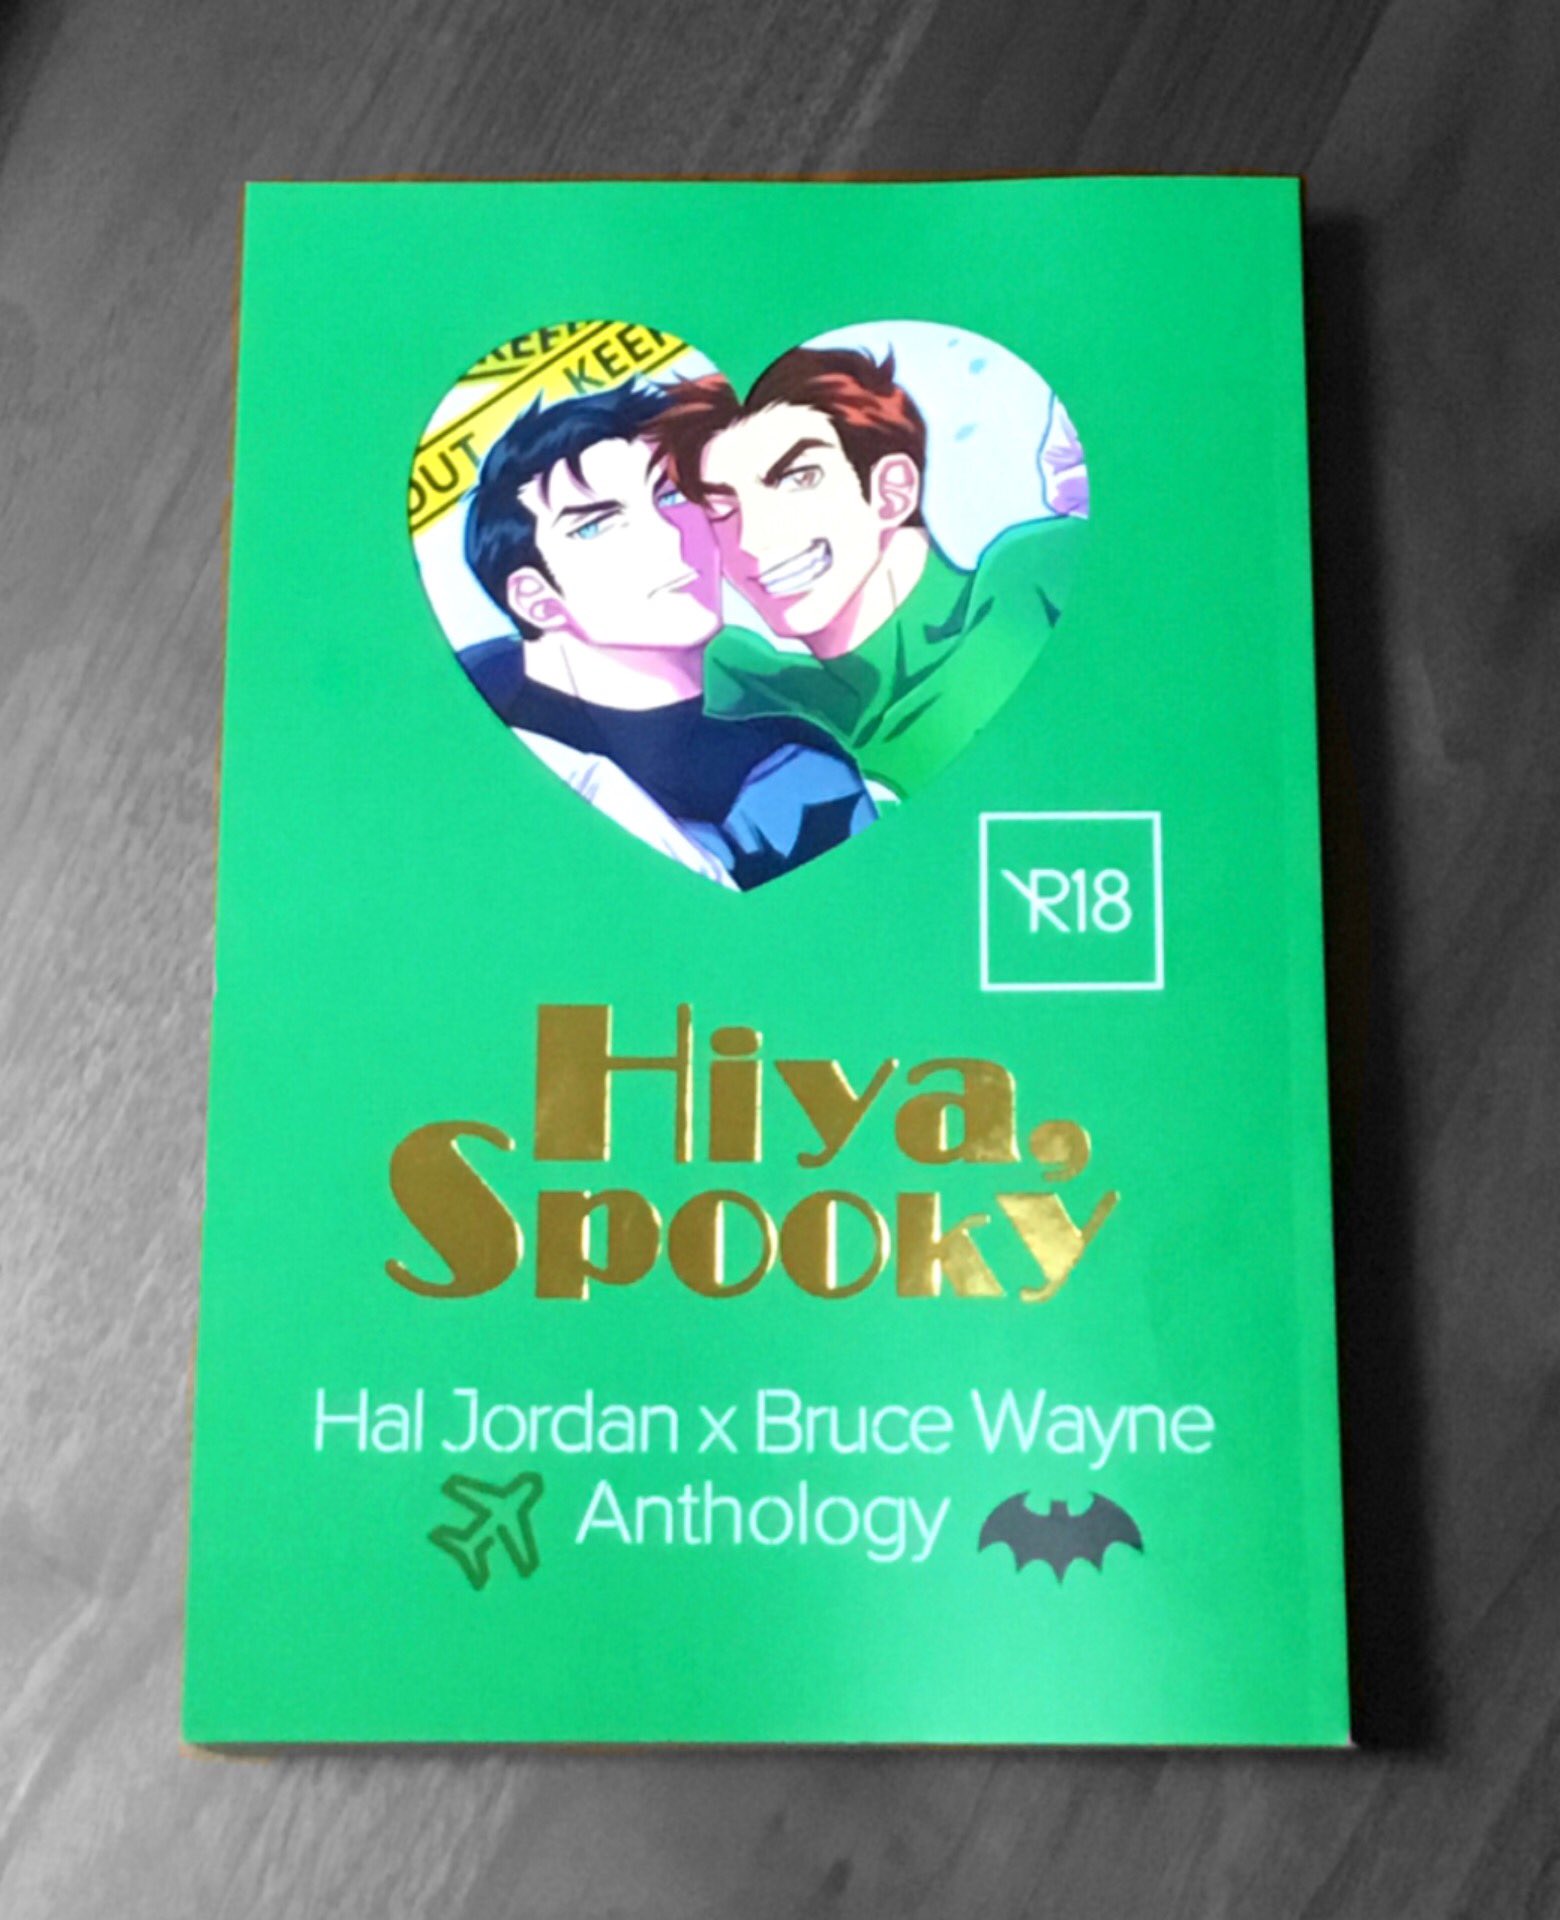 KEEP
KEEP
OUT
R18
Hiya,
Spooky
Hal Jordan x Bruce Wayne
Anthology